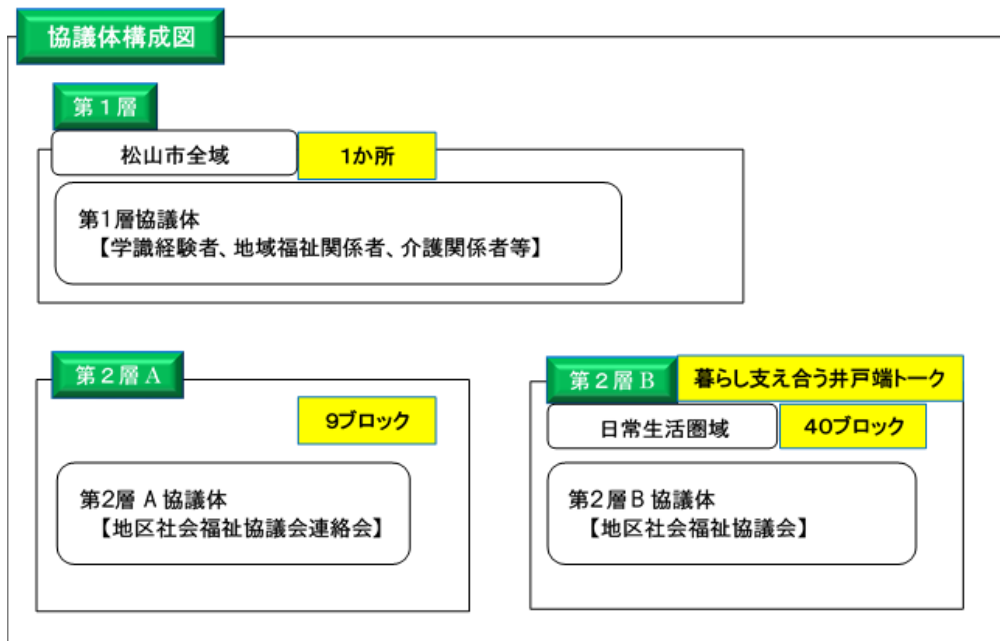 協議体構成図
第1層
松山市全域
1か所
第1層協議体
【学識経験者、地域福祉関係者、介護関係者等】
第2層A
9ブロック
第2層 A 協議体
【地区社会福祉協議会連絡会】
第2層B
暮らし支え合う井戸端トーク
日常生活圏域
40ブロック
第2層B 協議体
【地区社会福祉協議会】